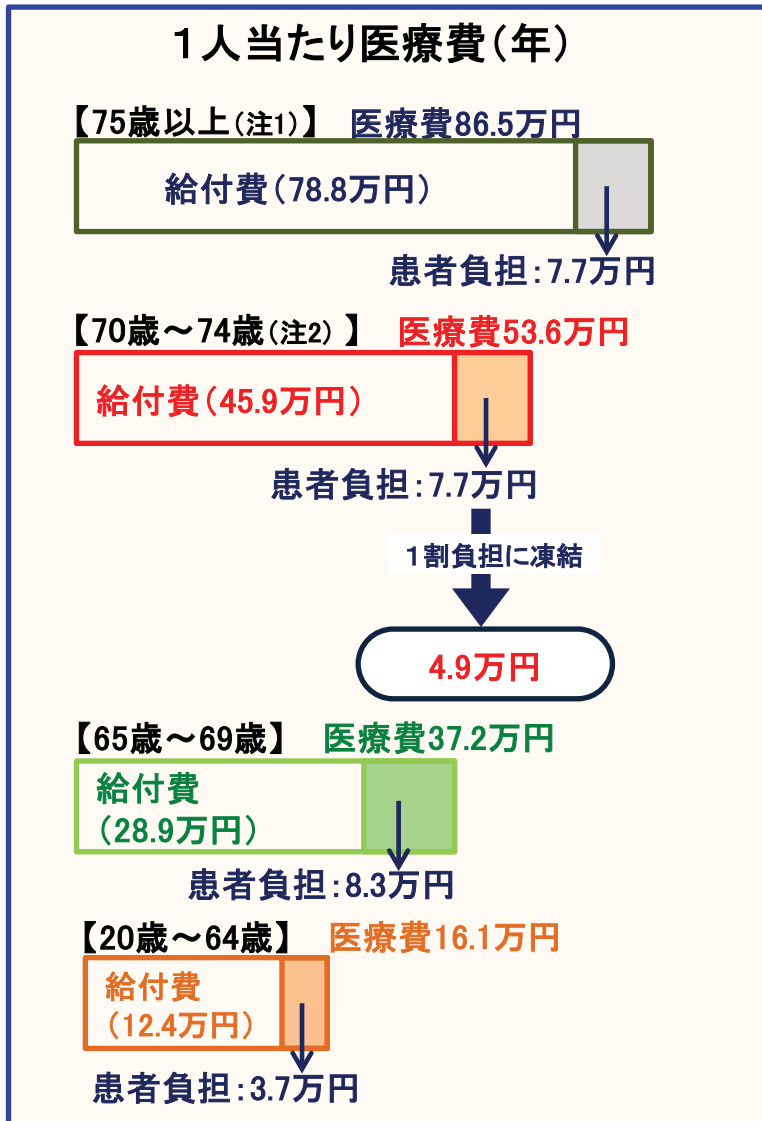 １人当たり医療費（年）
【75歳以上（注1）】 医療費86.5万円
給付費（78.8万円）
患者負担：7.7万円
【70歳～74歳（注2）】 医療費53.6万円
給付費（45.9万円）
患者負担：7.7万円
１割負担に凍結
4.9万円
【65歳～69歳】 医療費37.2万円
給付費
（28.9万円）
患者負担：8.3万円
【20歳～64歳】 医療費16.1万円
給付費
（12.4万円）
患者負担：3.7万円